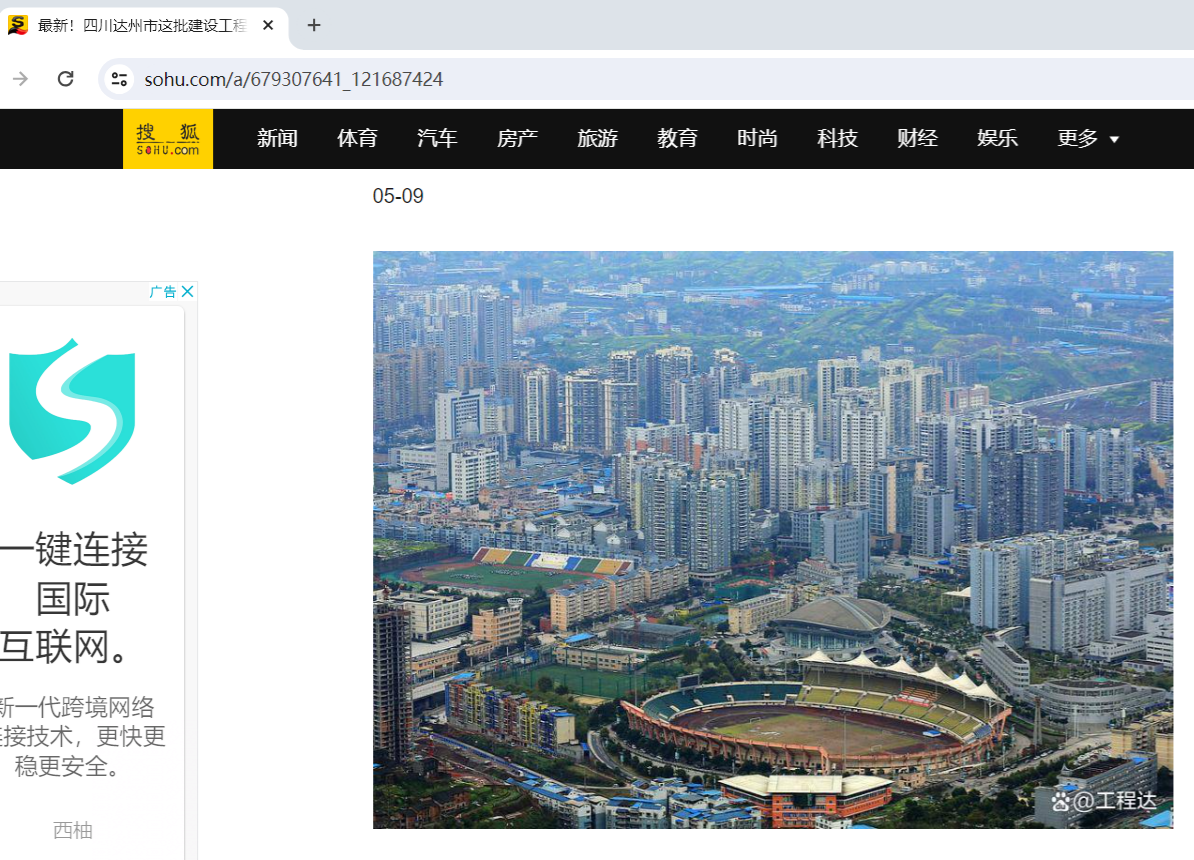 最新！四川达州市这批建设工程
sohu.com/a/679307641_121687424
搜狐
SOHU.com
新闻 体育 汽车 房产 旅游 教育 时尚 科技 财经 娱乐 更多
05-09
广告
一键连接
国际
互联网。
新一代跨境网络
连接技术，更快更
稳更安全。
西柚
@工程达